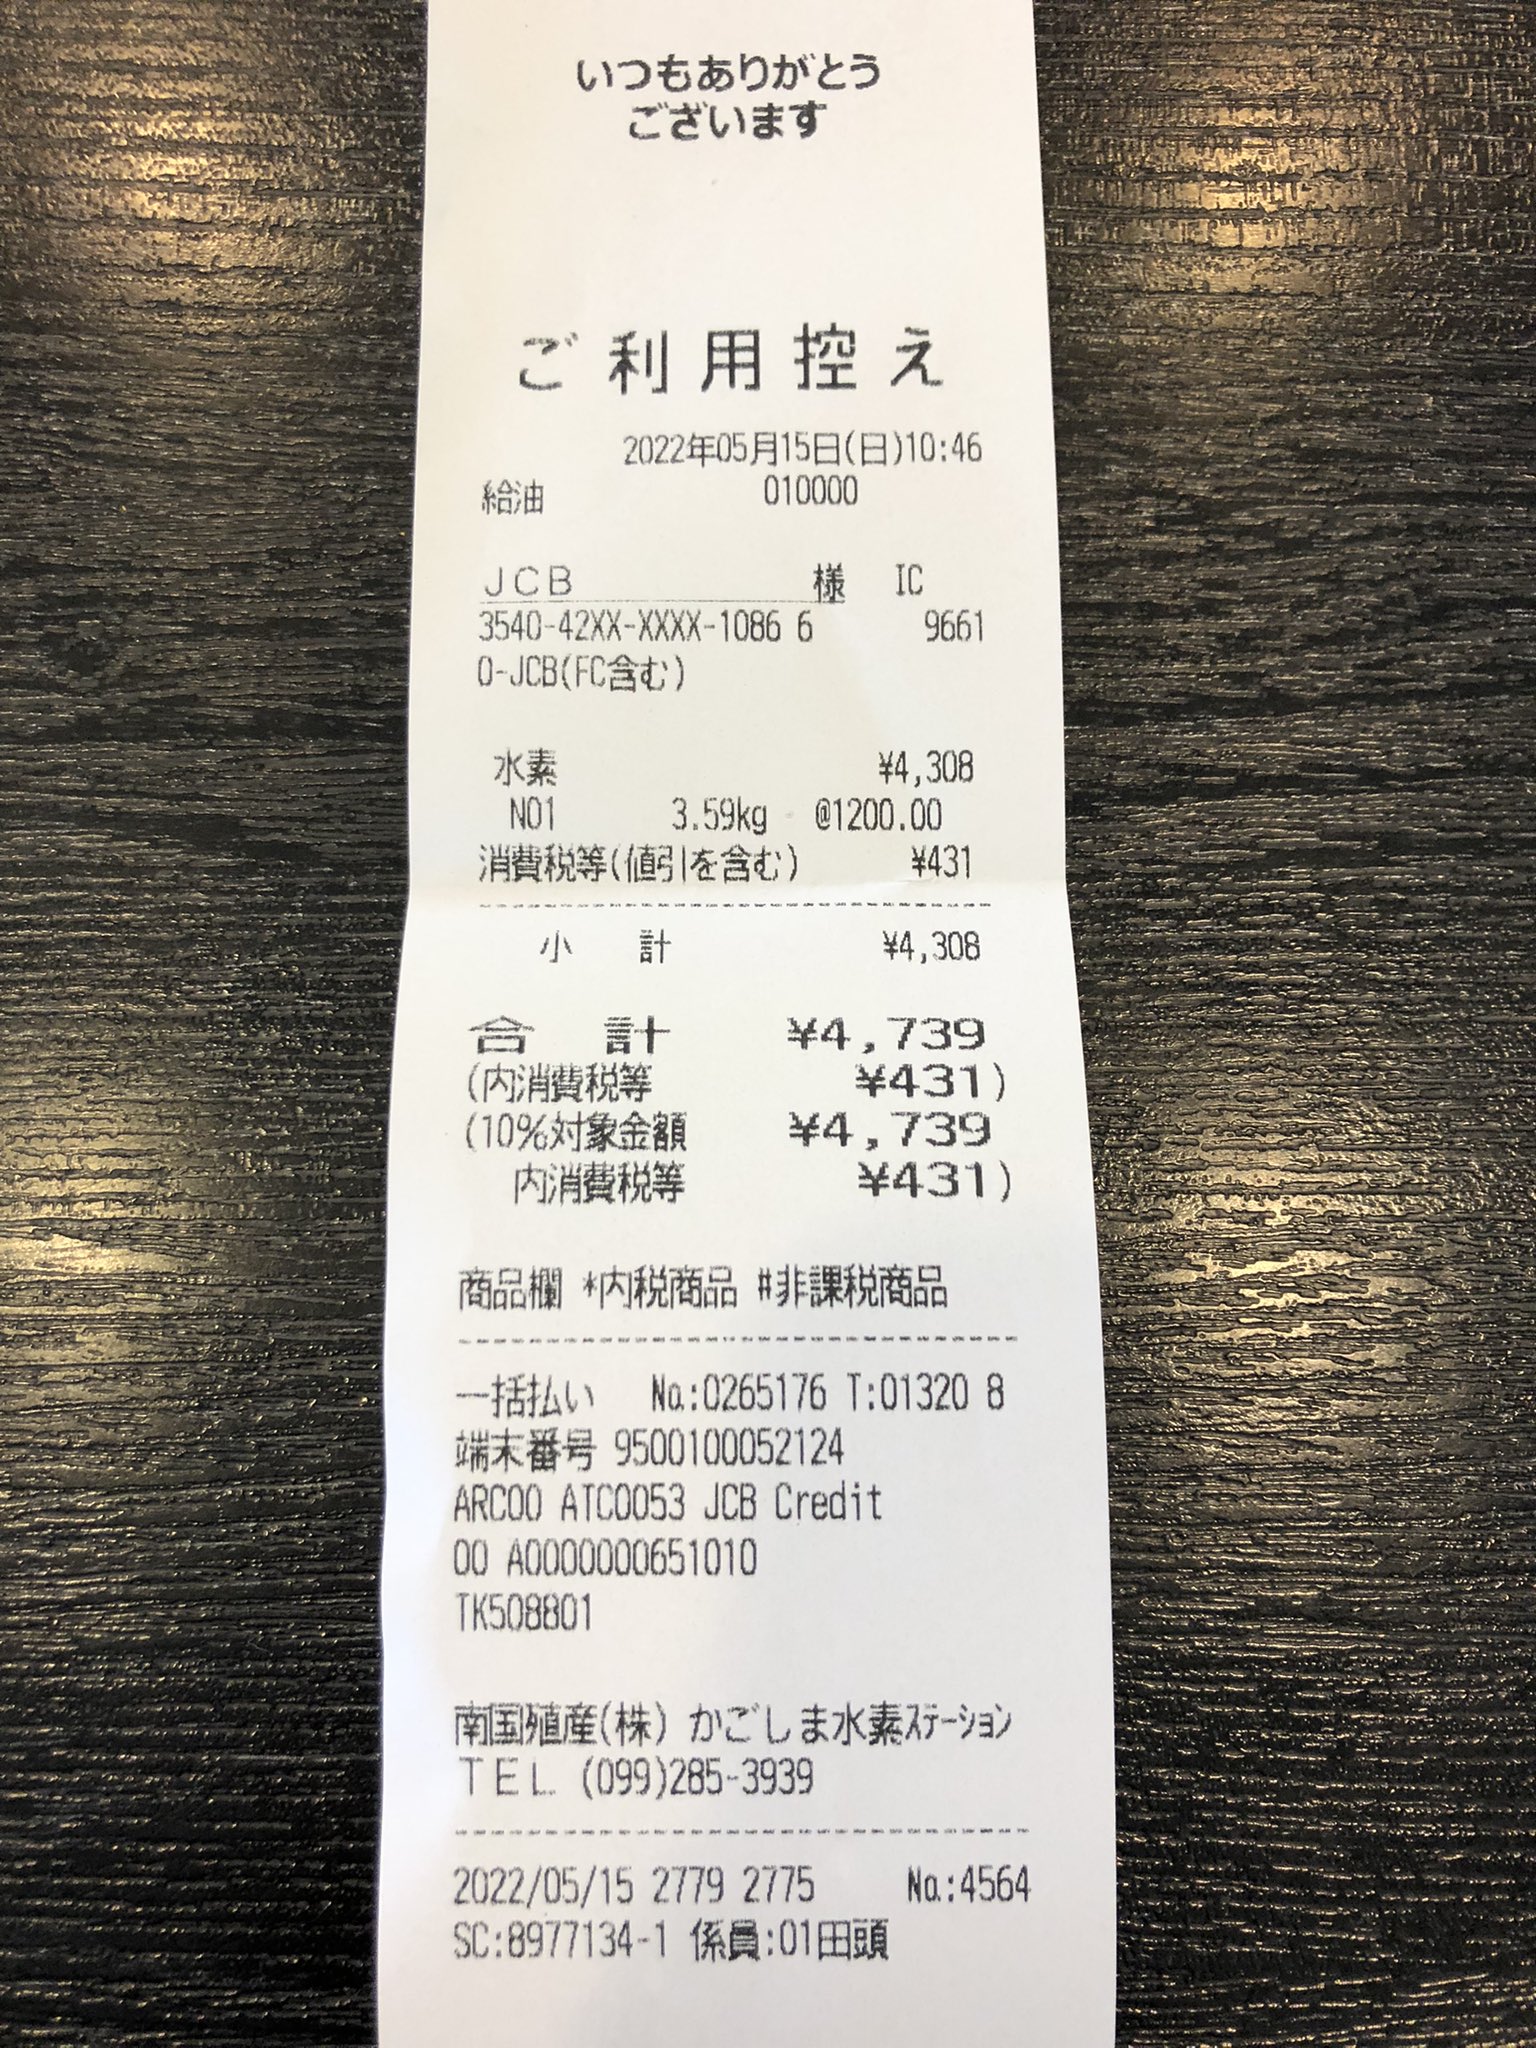 いつもありがとう
ございます
ご利用控え
2022年05月15日(日)10:46
給油 010000
JCB 様 IC
3540-42XX-XXXX-1086 6 9661
0-JCB(FC含む)
水素 ¥4,308
NO1 3.59kg @1200.00
消費税等(値引を含む) ¥431
小計 ¥4,308
合計 ¥4,739
(内消費税等 ¥431)
(10%対象金額 ¥4,739
内消費税等 ¥431)
商品欄 *内税商品 #非課税商品
一括払い No.:0265176 T:01320 8
端末番号 9500100052124
ARC00 ATC0053 JCB Credit
00 A0000000651010
TK508801
南国殖産(株) かごしま水素ｽﾃｰｼｮﾝ
TEL (099)285-3939
2022/05/15 2779 2775 No.:4564
SC:8977134-1 係員:01田頭